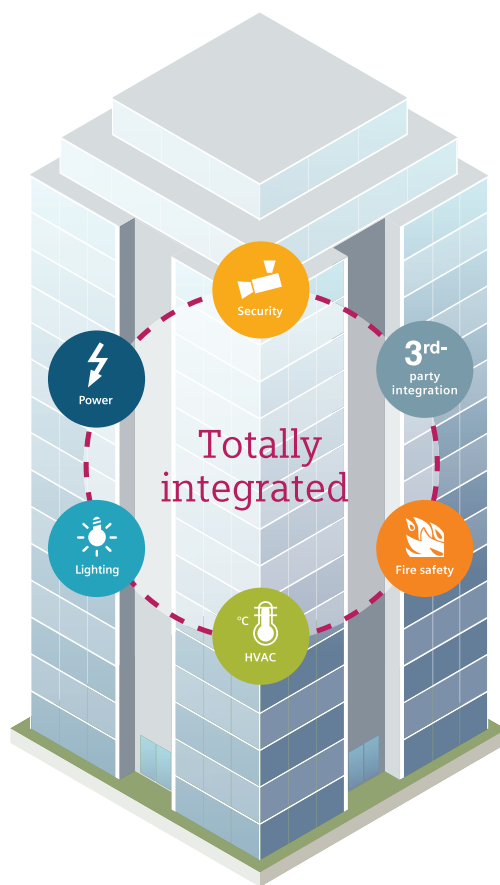 Security
3rd-
party
integration
Power
Totally
integrated
Lighting
Fire safety
°C
HVAC